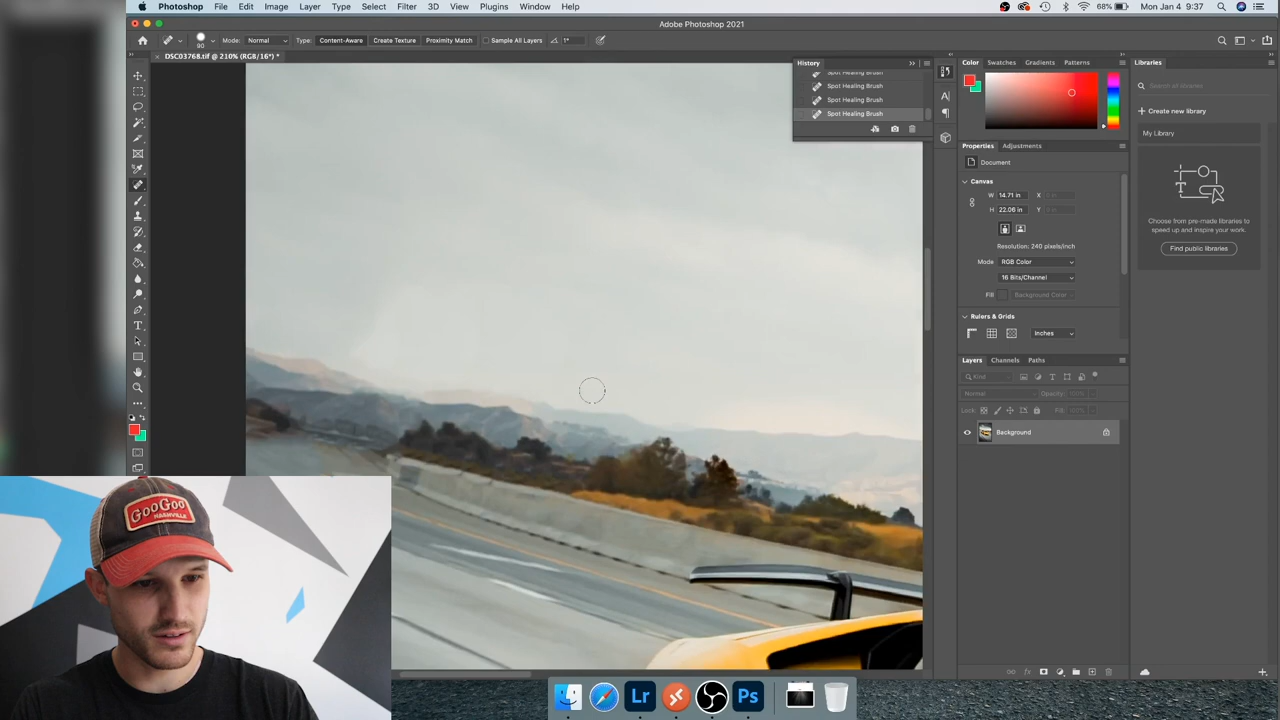 Photoshop File Edit Image Layer Type Select Filter 3D View Plugins Window Help 68% Mon Jan 4 9:37
Adobe Photoshop 2021
90 Mode: Normal Type: Content-Aware Create Texture Proximity Match Sample All Layers 1°
DSC03768.tif @ 210% (RGB/16*) *
History
Spot Healing Brush
Spot Healing Brush
Spot Healing Brush
Spot Healing Brush
Color Swatches Gradients Patterns
Properties Adjustments
Document
Canvas
W 14.71 in X
H 22.06 in Y
Resolution: 240 pixels/inch
Mode RGB Color
16 Bits/Channel
Fill Background Color
Rulers & Grids
Inches
Layers Channels Paths
Kind
Normal Opacity: 100%
Lock: Fill: 100%
Background
Libraries
Search all libraries
+ Create new library
My Library
Choose from pre-made libraries to
speed up and inspire your work.
Find public libraries
GooGoo
NASHVILLE
Lr Ps